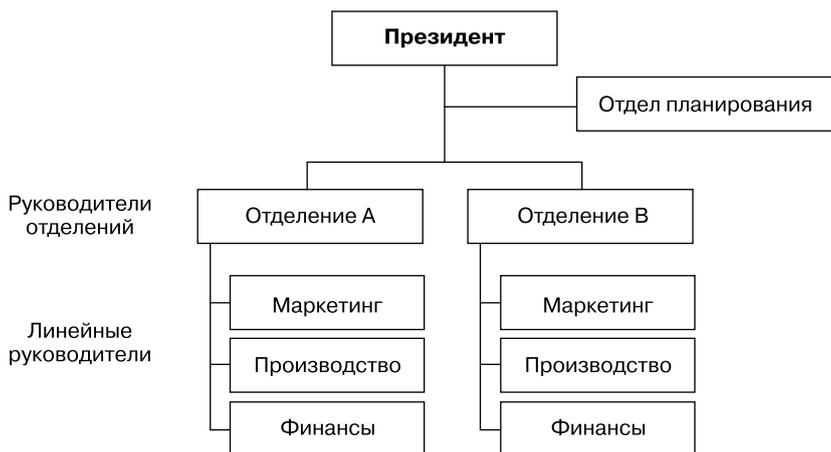 Президент
Отдел планирования
Руководители
отделений
Отделение А
Отделение В
Линейные
руководители
Маркетинг
Маркетинг
Производство
Производство
Финансы
Финансы